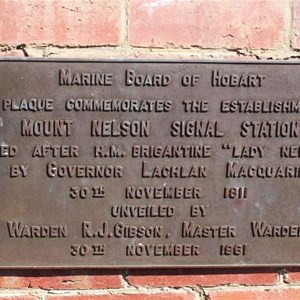 MARINE BOARD OF HOBART
PLAQUE COMMEMORATES THE ESTABLISHM
MOUNT NELSON SIGNAL STATION
ED AFTER H.M. BRIGANTINE "LADY NEL
BY GOVERNOR LACHLAN MACQUARI
30TH NOVEMBER 1811
UNVEILED BY
WARDEN R.J. GIBSON, MASTER WARDE
30TH NOVEMBER 1961